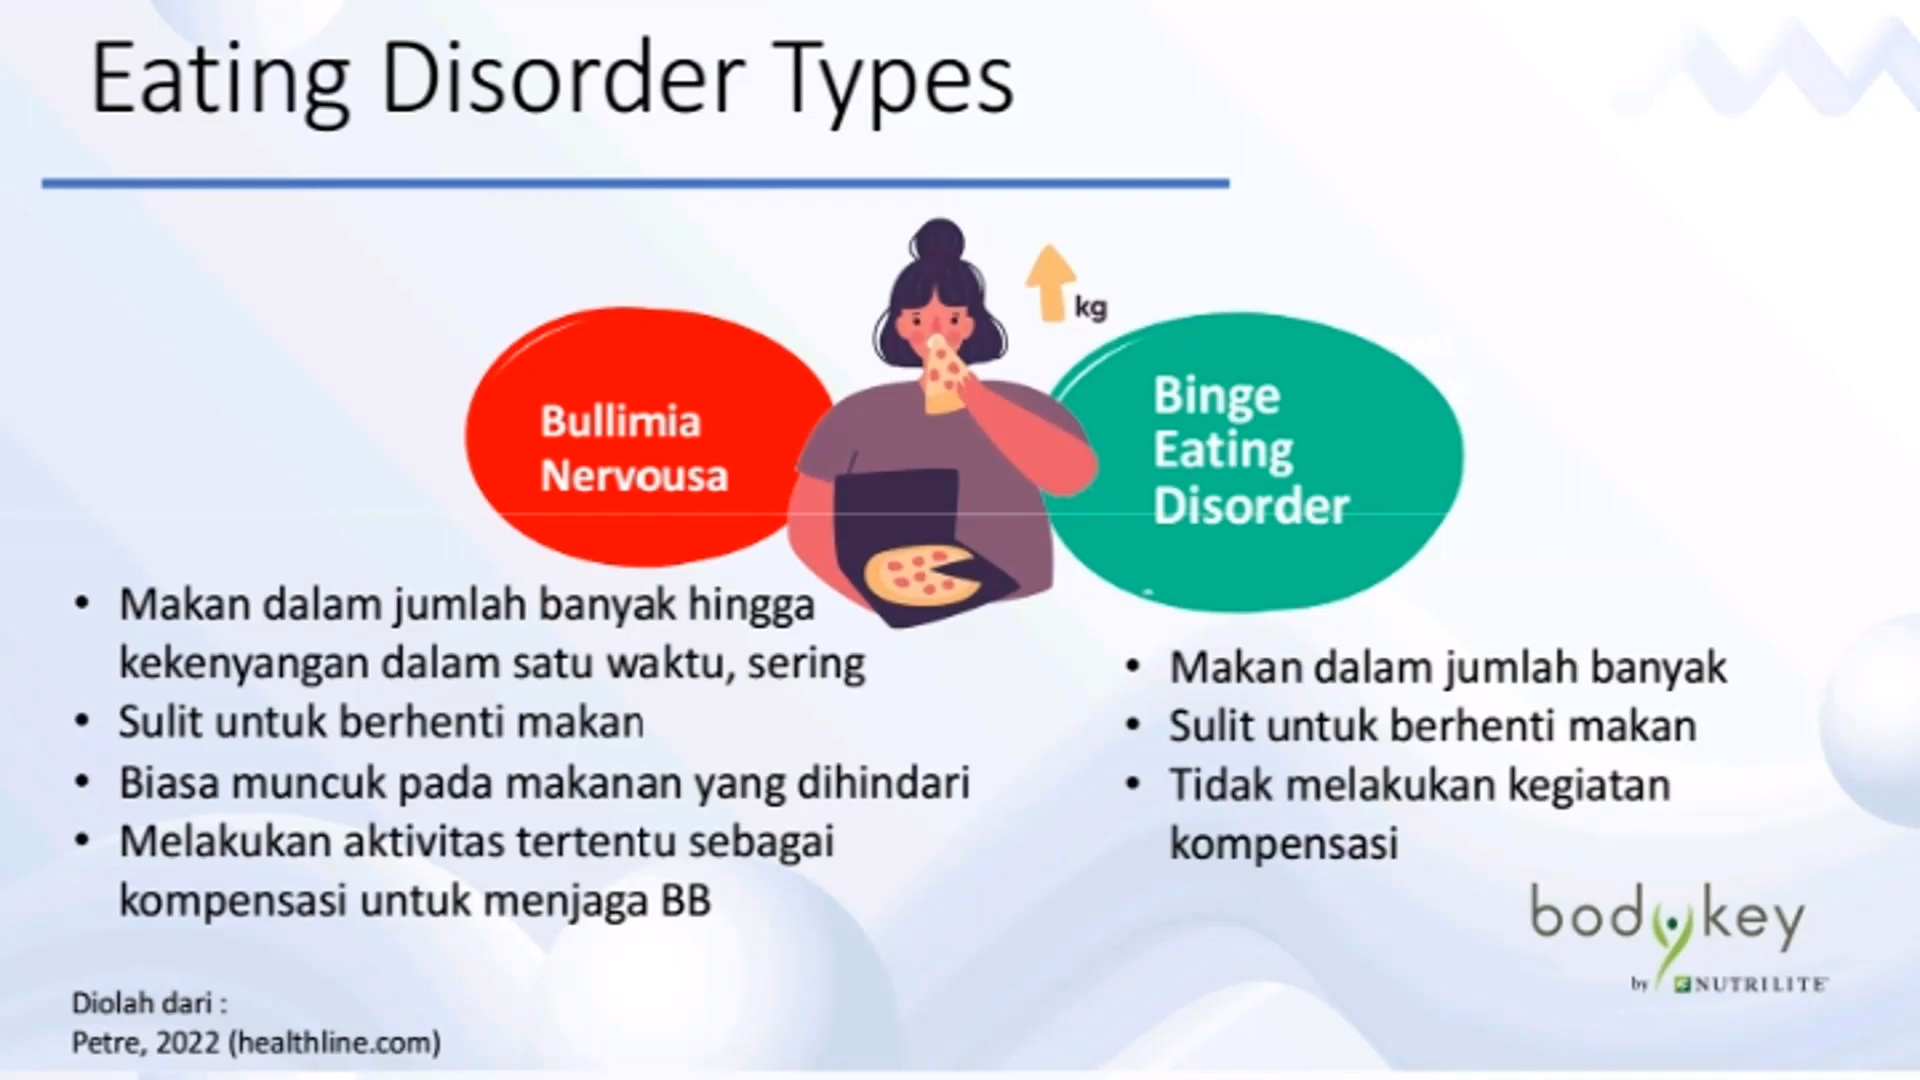 Eating Disorder Types
kg
Bullimia
Nervousa
Binge
Eating
Disorder
• Makan dalam jumlah banyak hingga
kekenyangan dalam satu waktu, sering
• Sulit untuk berhenti makan
• Biasa muncuk pada makanan yang dihindari
• Melakukan aktivitas tertentu sebagai
kompensasi untuk menjaga BB
• Makan dalam jumlah banyak
• Sulit untuk berhenti makan
• Tidak melakukan kegiatan
kompensasi
bodykey
by NUTRILITE
Diolah dari :
Petre, 2022 (healthline.com)